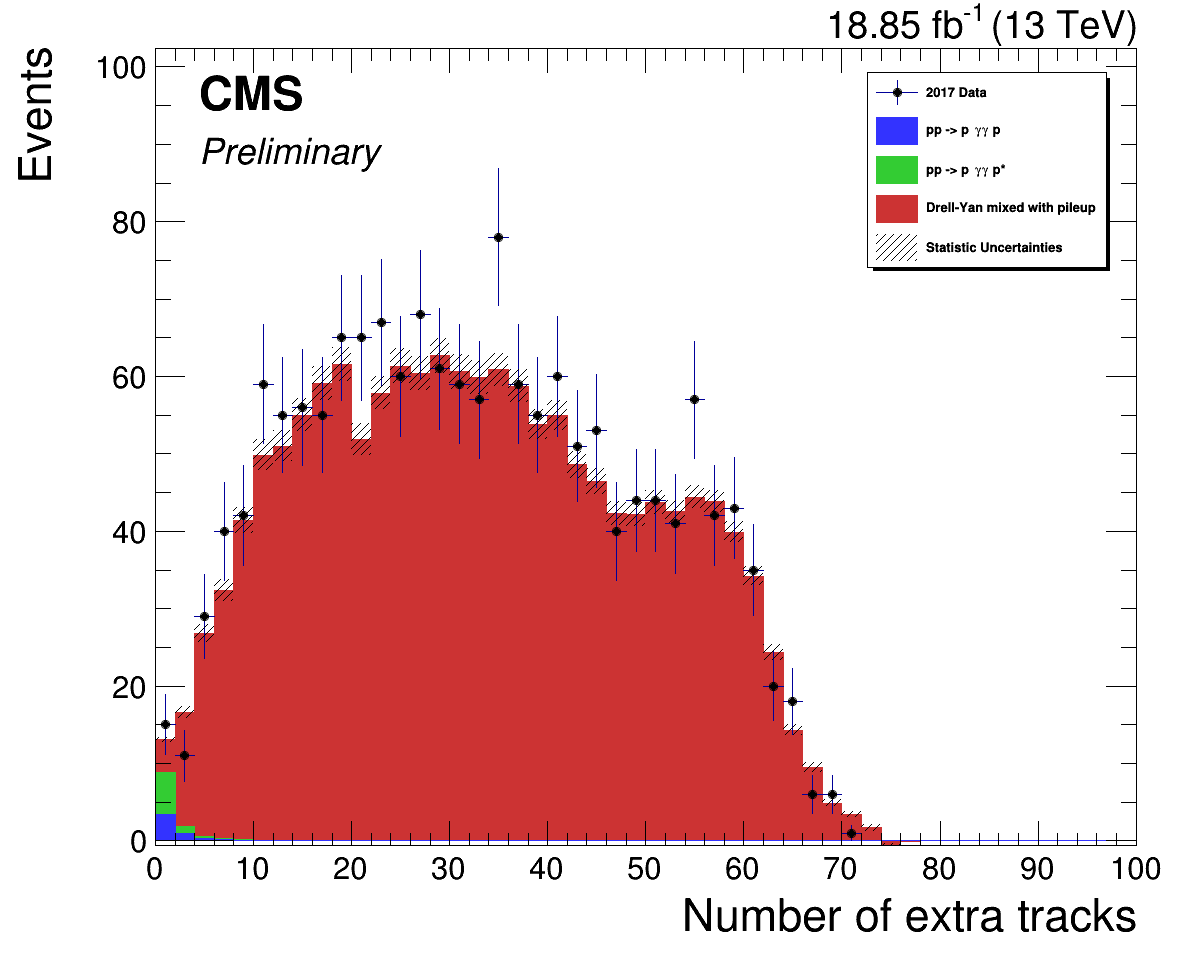 18.85 fb⁻¹ (13 TeV)
Events
CMS
Preliminary
2017 Data
pp -> p γγ p
pp -> p γγ p*
Drell-Yan mixed with pileup
Statistic Uncertainties
100
80
60
40
20
0
0 10 20 30 40 50 60 70 80 90 100
Number of extra tracks